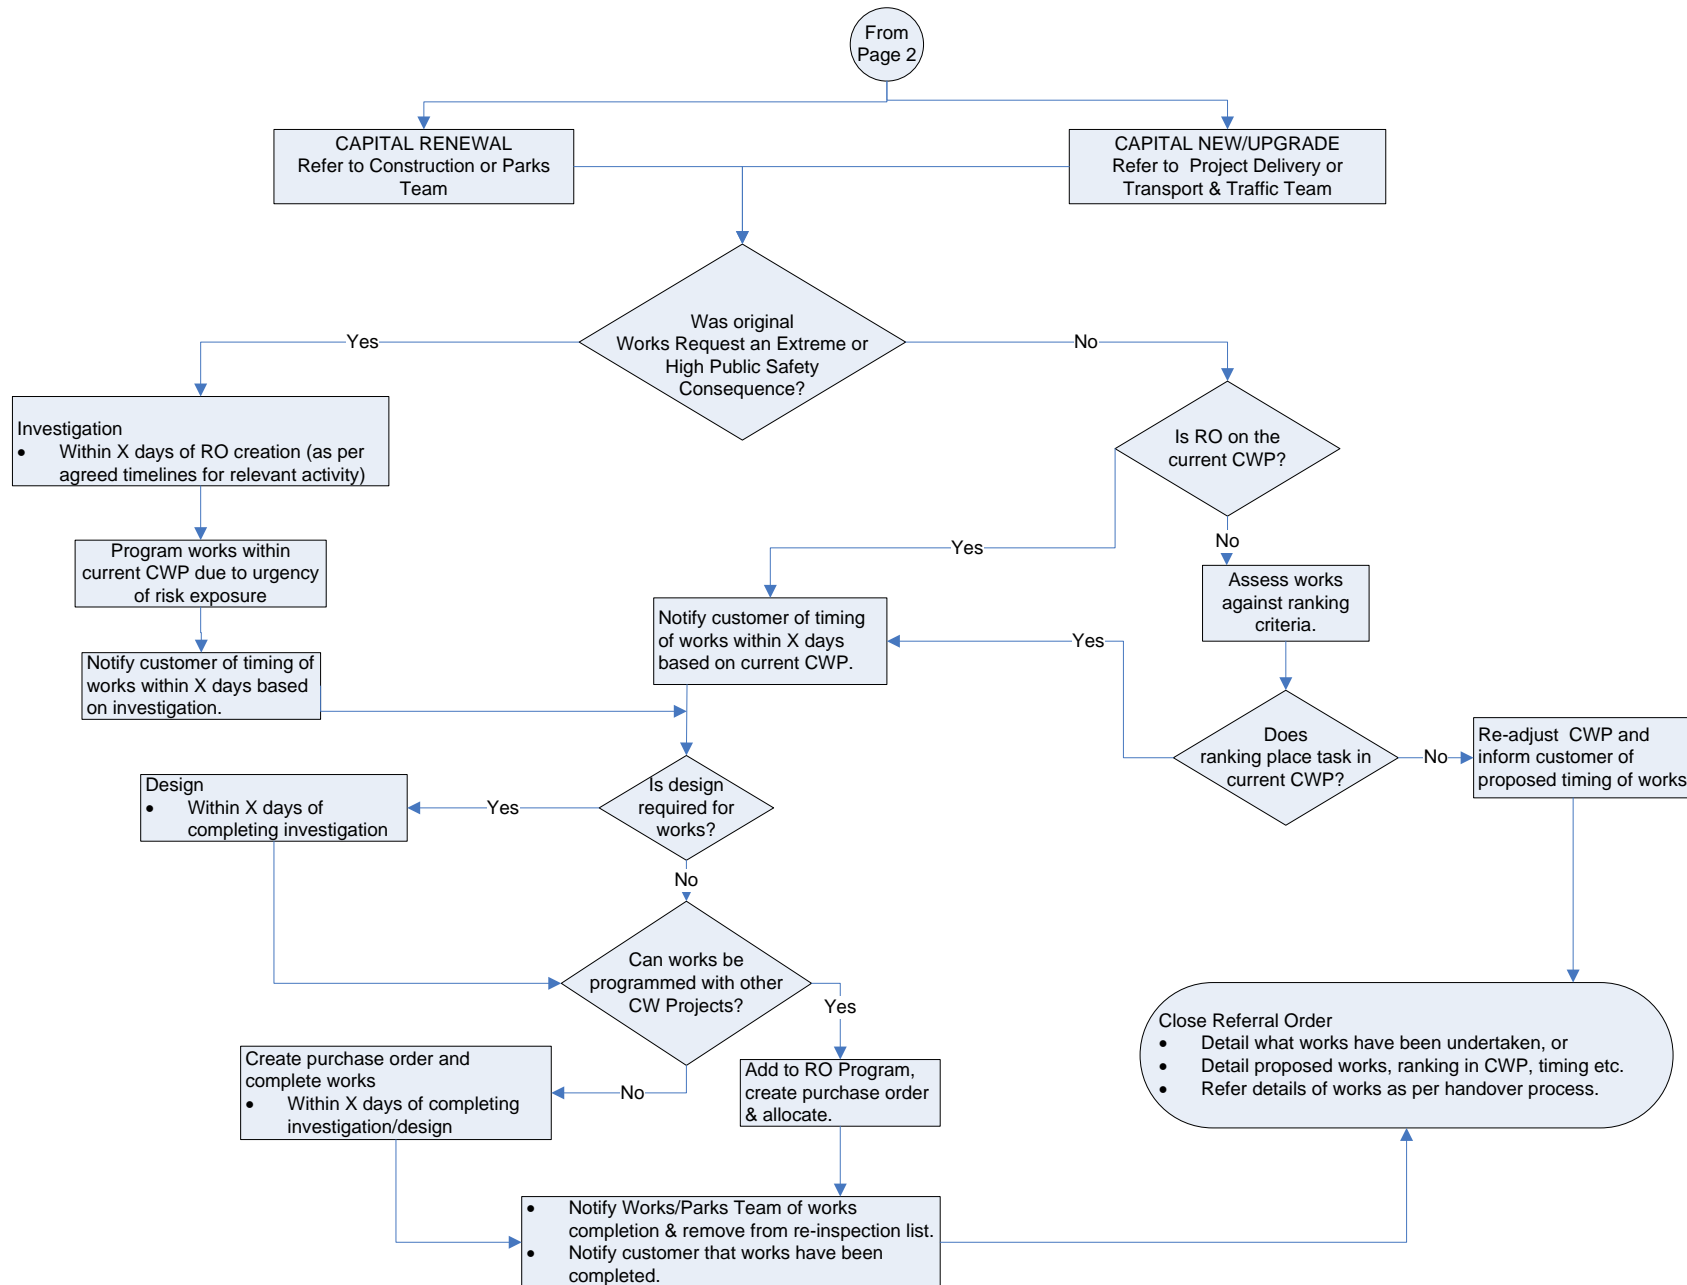 From
Page 2
CAPITAL RENEWAL
Refer to Construction or Parks
Team
CAPITAL NEW/UPGRADE
Refer to Project Delivery or
Transport & Traffic Team
Was original
Works Request an Extreme or
High Public Safety
Consequence?
Yes
No
Investigation
• Within X days of RO creation (as per
agreed timelines for relevant activity)
Is RO on the
current CWP?
Program works within
current CWP due to urgency
of risk exposure
Yes
No
Assess works
against ranking
criteria.
Notify customer of timing
of works within X days
based on current CWP.
Yes
Notify customer of timing of
works within X days based
on investigation.
Does
ranking place task in
current CWP?
No
Re-adjust CWP and
inform customer of
proposed timing of works
Is design
required for
works?
Yes
Design
• Within X days of
completing investigation
No
Can works be
programmed with other
CW Projects?
Yes
No
Create purchase order and
complete works
• Within X days of completing
investigation/design
Add to RO Program,
create purchase order
& allocate.
Close Referral Order
• Detail what works have been undertaken, or
• Detail proposed works, ranking in CWP, timing etc.
• Refer details of works as per handover process.
• Notify Works/Parks Team of works
completion & remove from re-inspection list.
• Notify customer that works have been
completed.